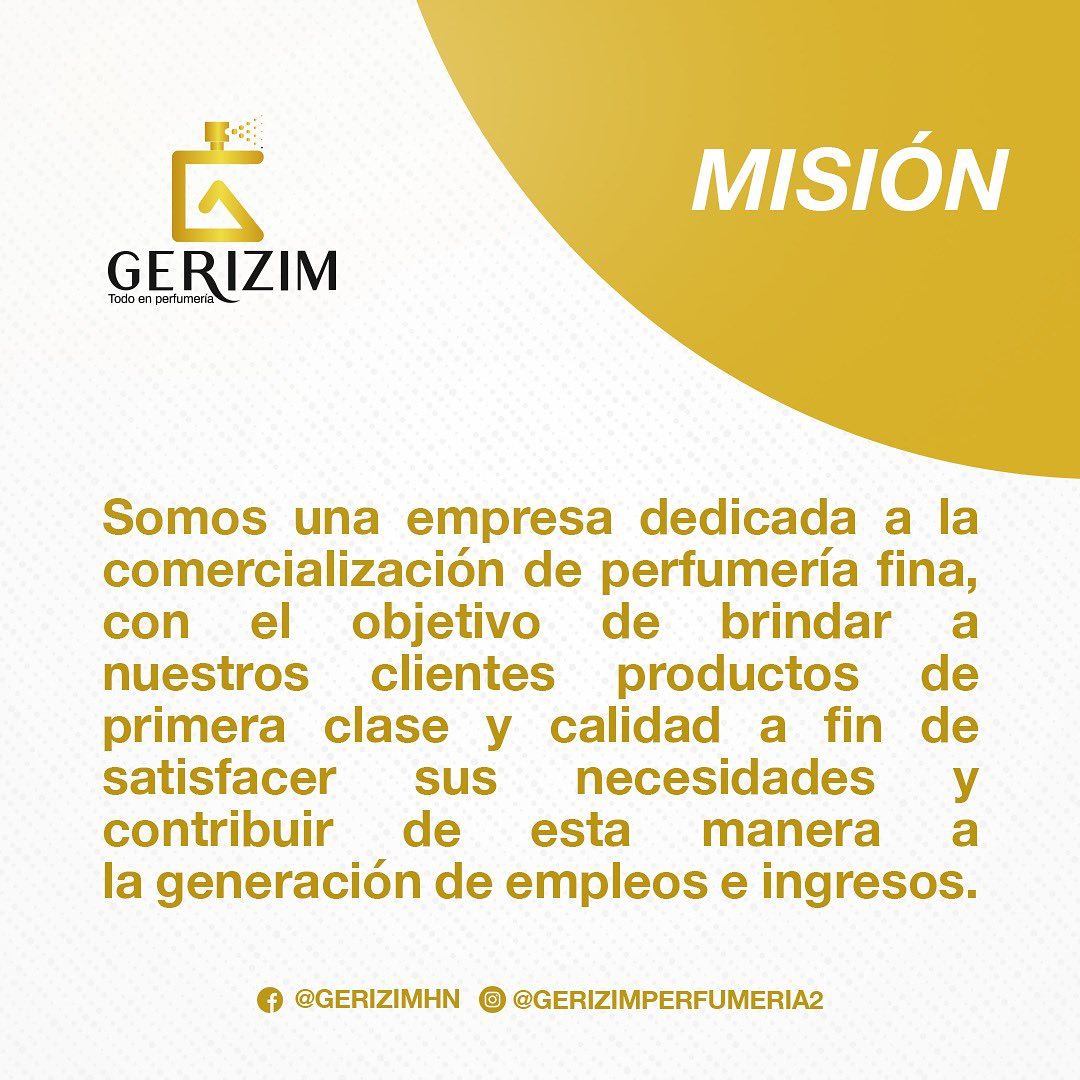 MISIÓN
GERIZIM
Todo en perfumería
Somos una empresa dedicada a la
comercialización de perfumería fina,
con el objetivo de brindar a
nuestros clientes productos de
primera clase y calidad a fin de
satisfacer sus necesidades y
contribuir de esta manera a
la generación de empleos e ingresos.
@GERIZIMHN @GERIZIMPERFUMERIA2